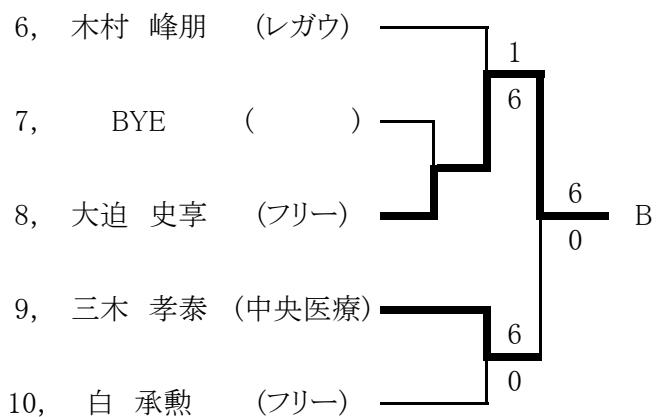 6, 木村 峰朋 (レガウ)
1
6
7, BYE ( )
8, 大迫 史享 (フリー)
6
B
0
9, 三木 孝泰 (中央医療)
6
0
10, 白 承勲 (フリー)